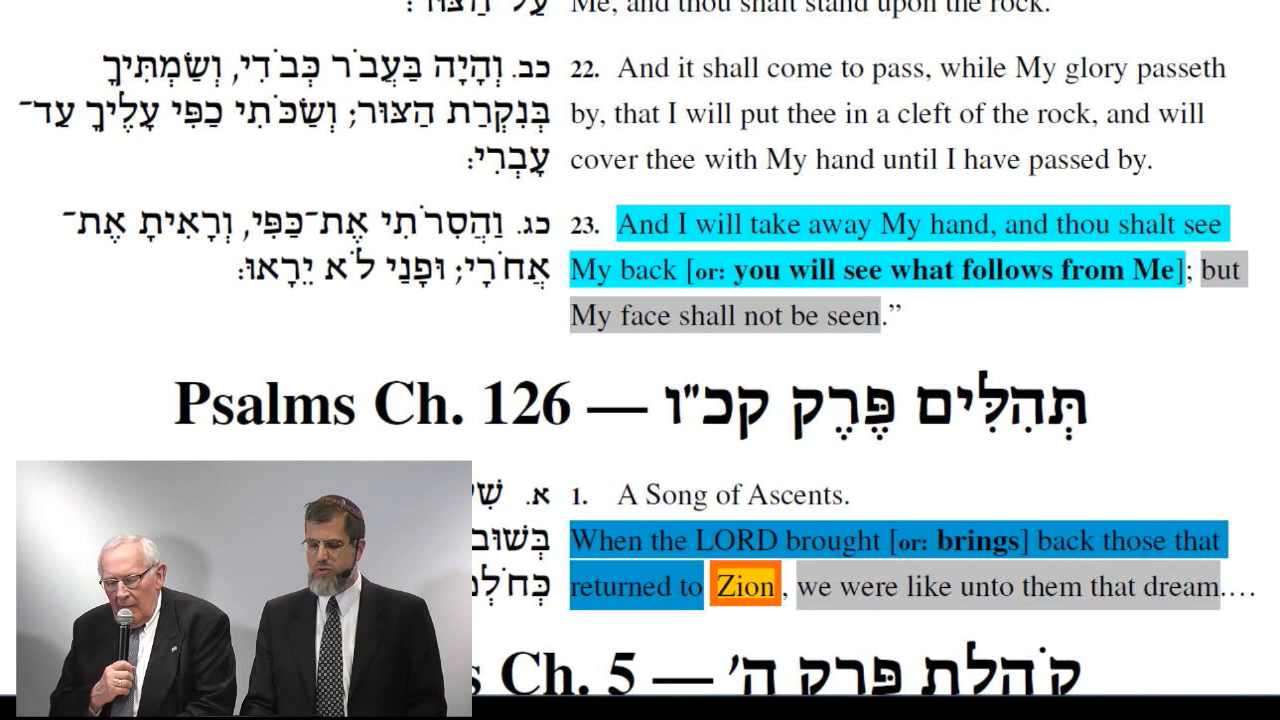 עַל־הַצּוּר׃ Me, and thou shalt stand upon the rock.
כב. וְהָיָה בַּעֲבֹר כְּבֹדִי, וְשַׂמְתִּיךָ 22. And it shall come to pass, while My glory passeth
בְּנִקְרַת הַצּוּר; וְשַׂכֹּתִי כַפִּי עָלֶיךָ עַד־ by, that I will put thee in a cleft of the rock, and will
עָבְרִי׃ cover thee with My hand until I have passed by.
כג. וַהֲסִרֹתִי אֶת־כַּפִּי, וְרָאִיתָ אֶת־ 23. And I will take away My hand, and thou shalt see
אֲחֹרָי; וּפָנַי לֹא יֵרָאוּ׃ My back [or: you will see what follows from Me]; but
My face shall not be seen.”
Psalms Ch. 126 — תְּהִלִּים פֶּרֶק קכ"ו
א. 1. A Song of Ascents.
בְּשׁוּב When the LORD brought [or: brings] back those that
returned to Zion, we were like unto them that dream....
Ch. 5 — קֹהֶלֶת פֶּרֶק ה'